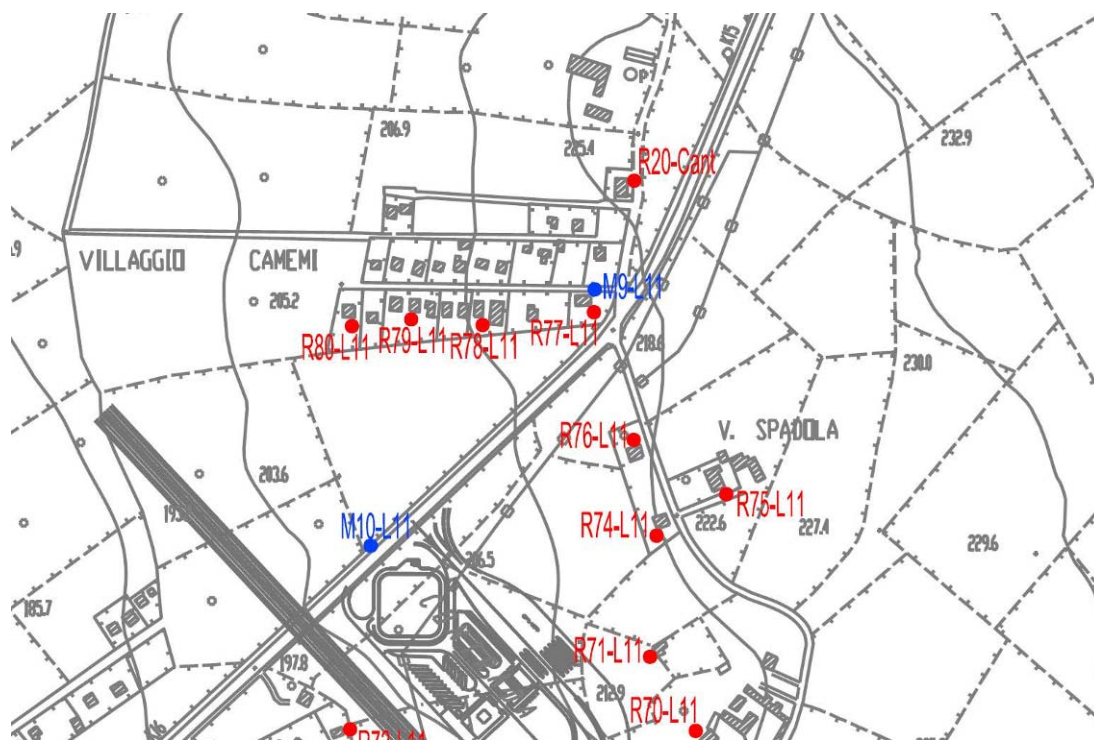 K75
206.9
225.4
232.9
R20-Cant
VILLAGGIO CAMEMI
205.2
M9-L11
R80-L11
R79-L11
R78-L11
R77-L11
218.6
230.0
R76-L11
V. SPADOLA
203.6
R75-L11
222.6
227.4
M10-L11
R74-L11
229.6
185.7
R71-L11
197.8
212.9
R70-L11